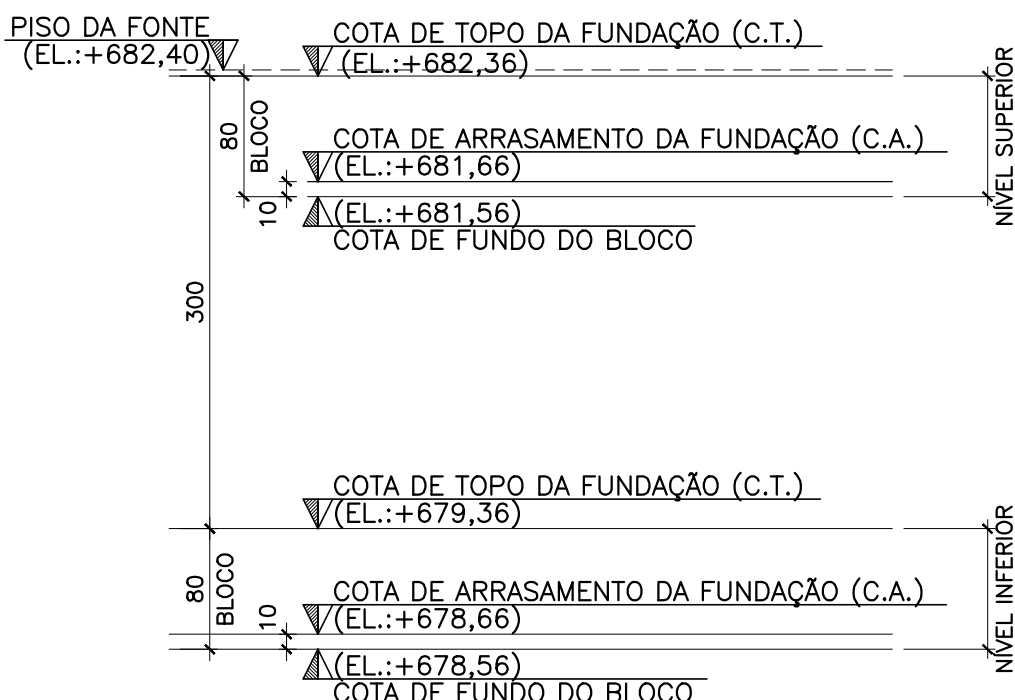 PISO DA FONTE
(EL.:+682,40)
COTA DE TOPO DA FUNDAÇÃO (C.T.)
(EL.:+682,36)
80
BLOCO
COTA DE ARRASAMENTO DA FUNDAÇÃO (C.A.)
(EL.:+681,66)
10
(EL.:+681,56)
COTA DE FUNDO DO BLOCO
NÍVEL SUPERIOR
300
COTA DE TOPO DA FUNDAÇÃO (C.T.)
(EL.:+679,36)
80
BLOCO
COTA DE ARRASAMENTO DA FUNDAÇÃO (C.A.)
(EL.:+678,66)
10
(EL.:+678,56)
COTA DE FUNDO DO BLOCO
NÍVEL INFERIOR